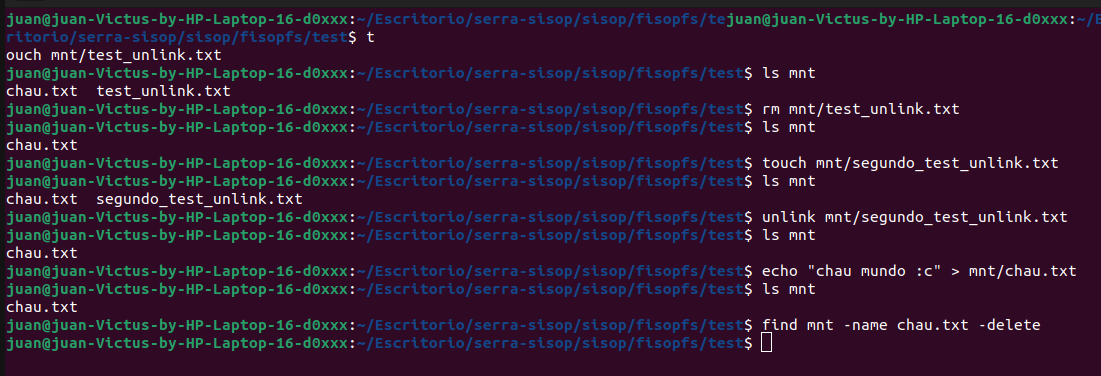 juan@juan-Victus-by-HP-Laptop-16-d0xxx:~/Escritorio/serra-sisop/sisop/fisopfs/tejuan@juan-Victus-by-HP-Laptop-16-d0xxx:~/E
ritorio/serra-sisop/sisop/fisopfs/test$ t
ouch mnt/test_unlink.txt
juan@juan-Victus-by-HP-Laptop-16-d0xxx:~/Escritorio/serra-sisop/sisop/fisopfs/test$ ls mnt
chau.txt  test_unlink.txt
juan@juan-Victus-by-HP-Laptop-16-d0xxx:~/Escritorio/serra-sisop/sisop/fisopfs/test$ rm mnt/test_unlink.txt
juan@juan-Victus-by-HP-Laptop-16-d0xxx:~/Escritorio/serra-sisop/sisop/fisopfs/test$ ls mnt
chau.txt
juan@juan-Victus-by-HP-Laptop-16-d0xxx:~/Escritorio/serra-sisop/sisop/fisopfs/test$ touch mnt/segundo_test_unlink.txt
juan@juan-Victus-by-HP-Laptop-16-d0xxx:~/Escritorio/serra-sisop/sisop/fisopfs/test$ ls mnt
chau.txt  segundo_test_unlink.txt
juan@juan-Victus-by-HP-Laptop-16-d0xxx:~/Escritorio/serra-sisop/sisop/fisopfs/test$ unlink mnt/segundo_test_unlink.txt
juan@juan-Victus-by-HP-Laptop-16-d0xxx:~/Escritorio/serra-sisop/sisop/fisopfs/test$ ls mnt
chau.txt
juan@juan-Victus-by-HP-Laptop-16-d0xxx:~/Escritorio/serra-sisop/sisop/fisopfs/test$ echo "chau mundo :c" > mnt/chau.txt
juan@juan-Victus-by-HP-Laptop-16-d0xxx:~/Escritorio/serra-sisop/sisop/fisopfs/test$ ls mnt
chau.txt
juan@juan-Victus-by-HP-Laptop-16-d0xxx:~/Escritorio/serra-sisop/sisop/fisopfs/test$ find mnt -name chau.txt -delete
juan@juan-Victus-by-HP-Laptop-16-d0xxx:~/Escritorio/serra-sisop/sisop/fisopfs/test$